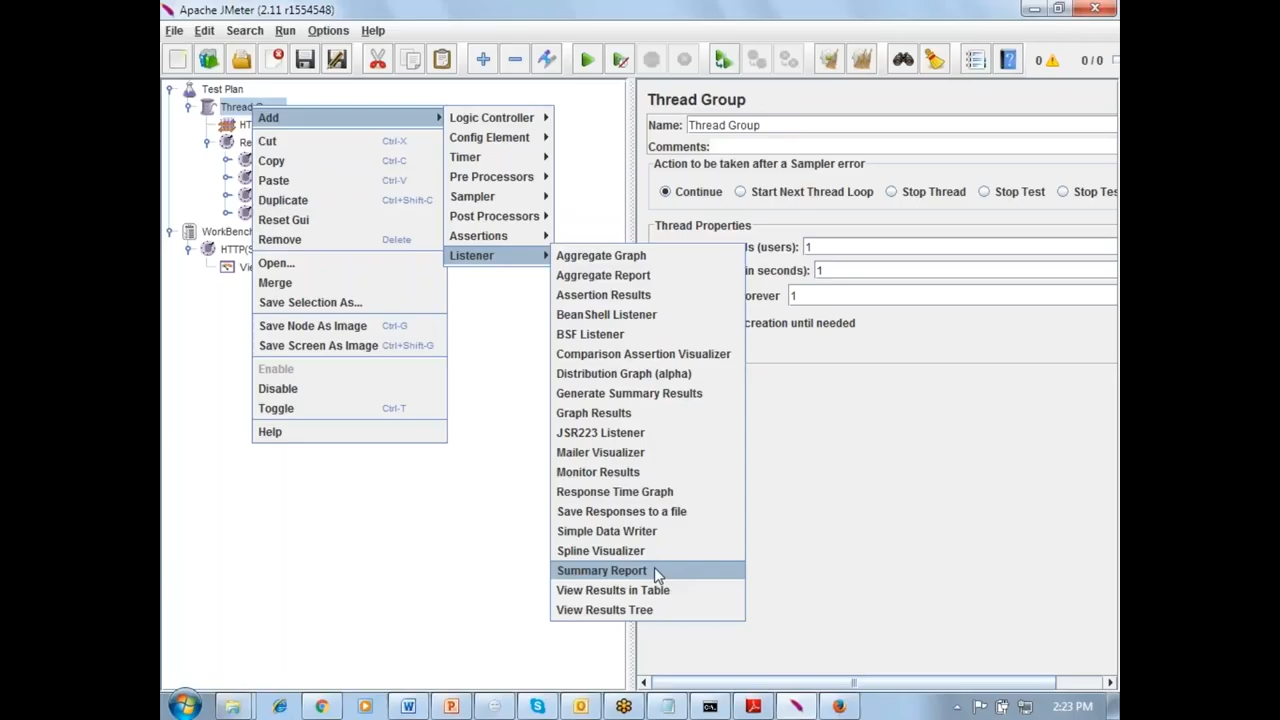 Apache JMeter (2.11 r1554548)
File Edit Search Run Options Help
0 0/0
Test Plan
Thread
HT
Re
WorkBench
HTTP(S
Vie
Add
Cut Ctrl-X
Copy Ctrl-C
Paste Ctrl-V
Duplicate Ctrl+Shift-C
Reset Gui
Remove Delete
Open...
Merge
Save Selection As...
Save Node As Image Ctrl-G
Save Screen As Image Ctrl+Shift-G
Enable
Disable
Toggle Ctrl-T
Help
Logic Controller
Config Element
Timer
Pre Processors
Sampler
Post Processors
Assertions
Listener
Aggregate Graph
Aggregate Report
Assertion Results
BeanShell Listener
BSF Listener
Comparison Assertion Visualizer
Distribution Graph (alpha)
Generate Summary Results
Graph Results
JSR223 Listener
Mailer Visualizer
Monitor Results
Response Time Graph
Save Responses to a file
Simple Data Writer
Spline Visualizer
Summary Report
View Results in Table
View Results Tree
Thread Group
Name: Thread Group
Comments:
Action to be taken after a Sampler error
Continue Start Next Thread Loop Stop Thread Stop Test Stop Tes
Thread Properties
s (users): 1
in seconds): 1
orever 1
creation until needed
2:23 PM